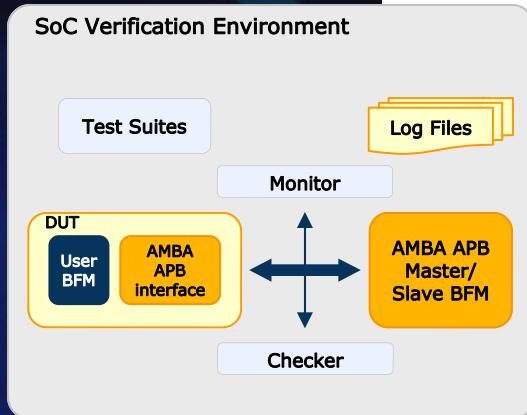 SoC Verification Environment
Test Suites
Log Files
Monitor
DUT
User
BFM
AMBA
APB
interface
AMBA APB
Master/
Slave BFM
Checker